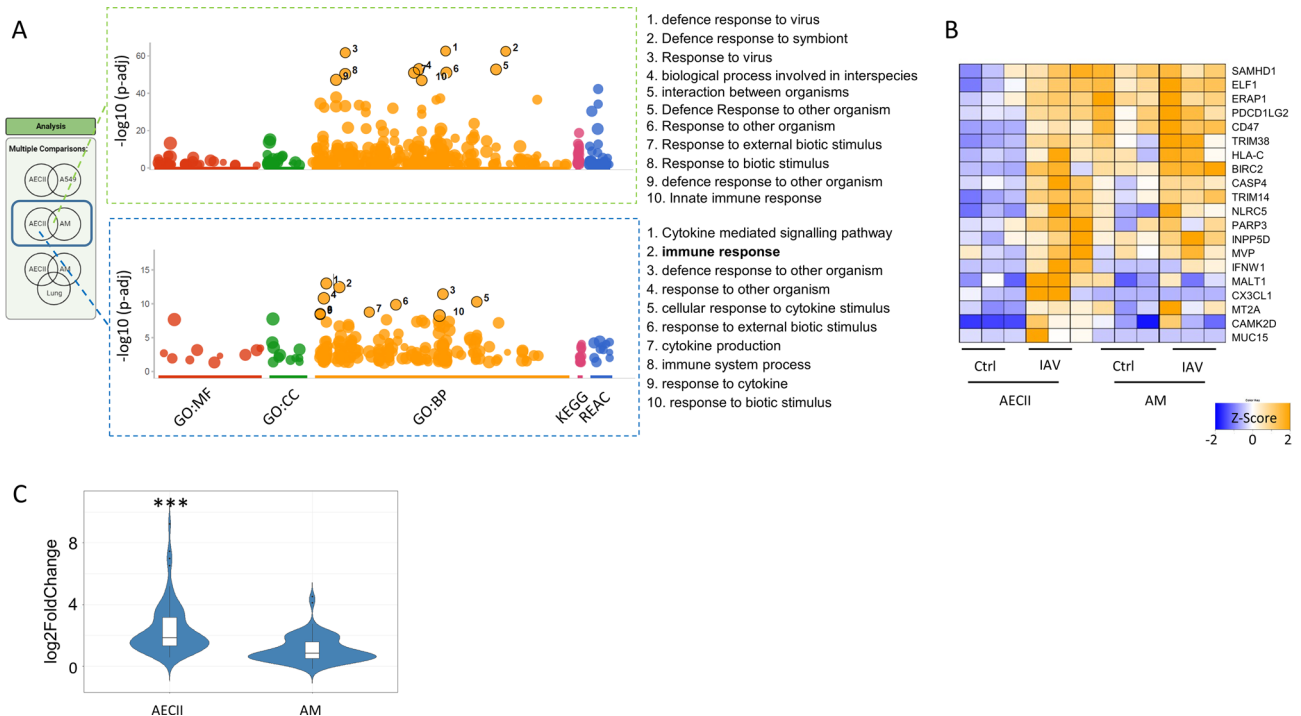 A
-log10 (p-adj)
60
40
20
0
3
8
9
4
7
10
1
6
2
5
1. defence response to virus
2. Defence response to symbiont
3. Response to virus
4. biological process involved in interspecies
5. interaction between organisms
5. Defence Response to other organism
6. Response to other organism
7. Response to external biotic stimulus
8. Response to biotic stimulus
9. defence response to other organism
10. Innate immune response
Analysis
Multiple Comparisons:
AECII A549
AECII AM
AECII AM
Lung
-log10 (p-adj)
15
10
5
0
1
2
4
7
6
3
10
5
GO:MF
GO:CC
GO:BP
KEGG
REAC
1. Cytokine mediated signalling pathway
2. immune response
3. defence response to other organism
4. response to other organism
5. cellular response to cytokine stimulus
6. response to external biotic stimulus
7. cytokine production
8. immune system process
9. response to cytokine
10. response to biotic stimulus
B
SAMHD1
ELF1
ERAP1
PDCD1LG2
CD47
TRIM38
HLA-C
BIRC2
CASP4
TRIM14
NLRC5
PARP3
INPP5D
MVP
IFNW1
MALT1
CX3CL1
MT2A
CAMK2D
MUC15
Ctrl IAV Ctrl IAV
AECII AM
Z-Score
-2 0 2
C
***
log2FoldChange
8
4
0
AECII AM